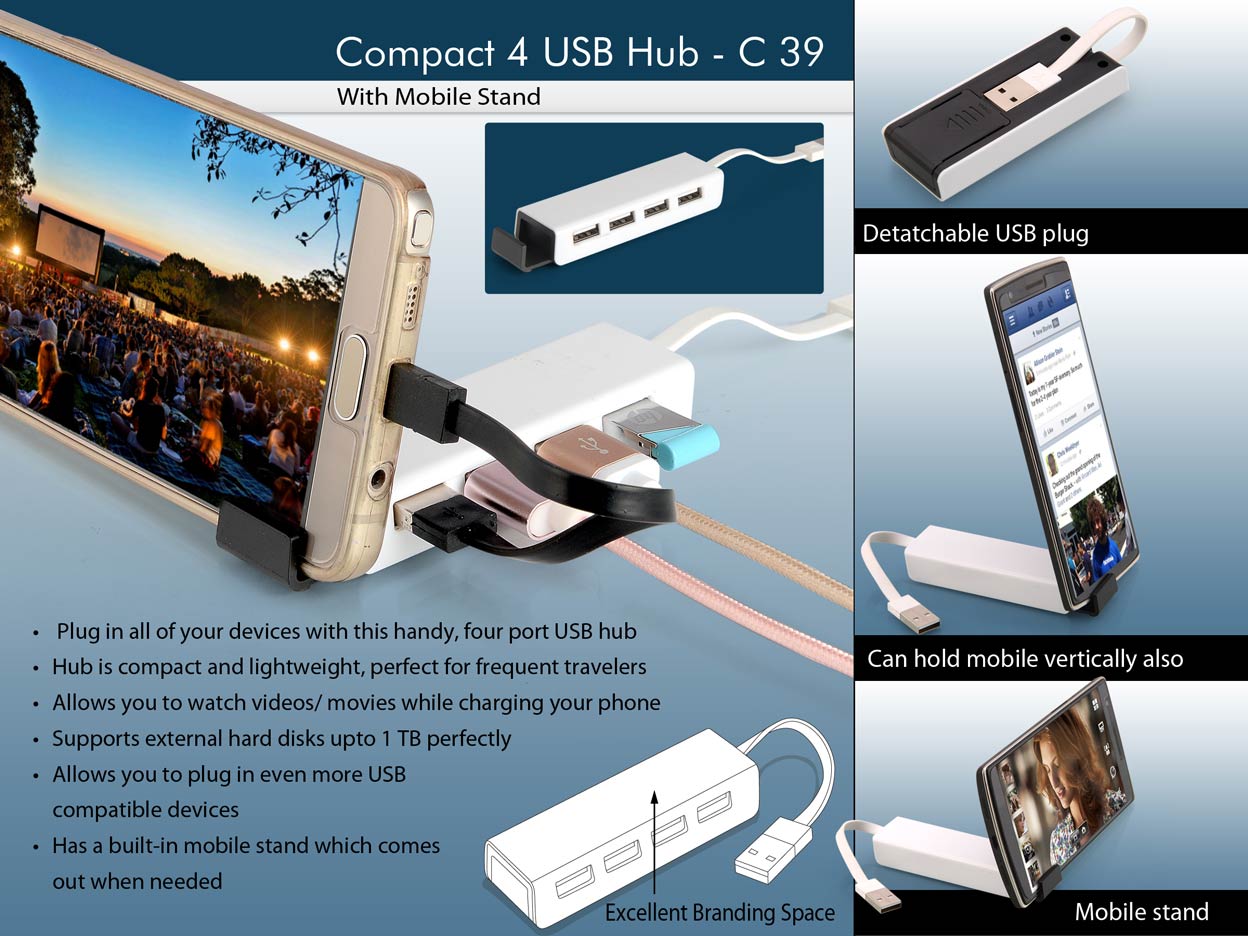 Compact 4 USB Hub - C 39
With Mobile Stand
Detatchable USB plug
Can hold mobile vertically also
Mobile stand
• Plug in all of your devices with this handy, four port USB hub
• Hub is compact and lightweight, perfect for frequent travelers
• Allows you to watch videos/ movies while charging your phone
• Supports external hard disks upto 1 TB perfectly
• Allows you to plug in even more USB
compatible devices
• Has a built-in mobile stand which comes
out when needed
Excellent Branding Space